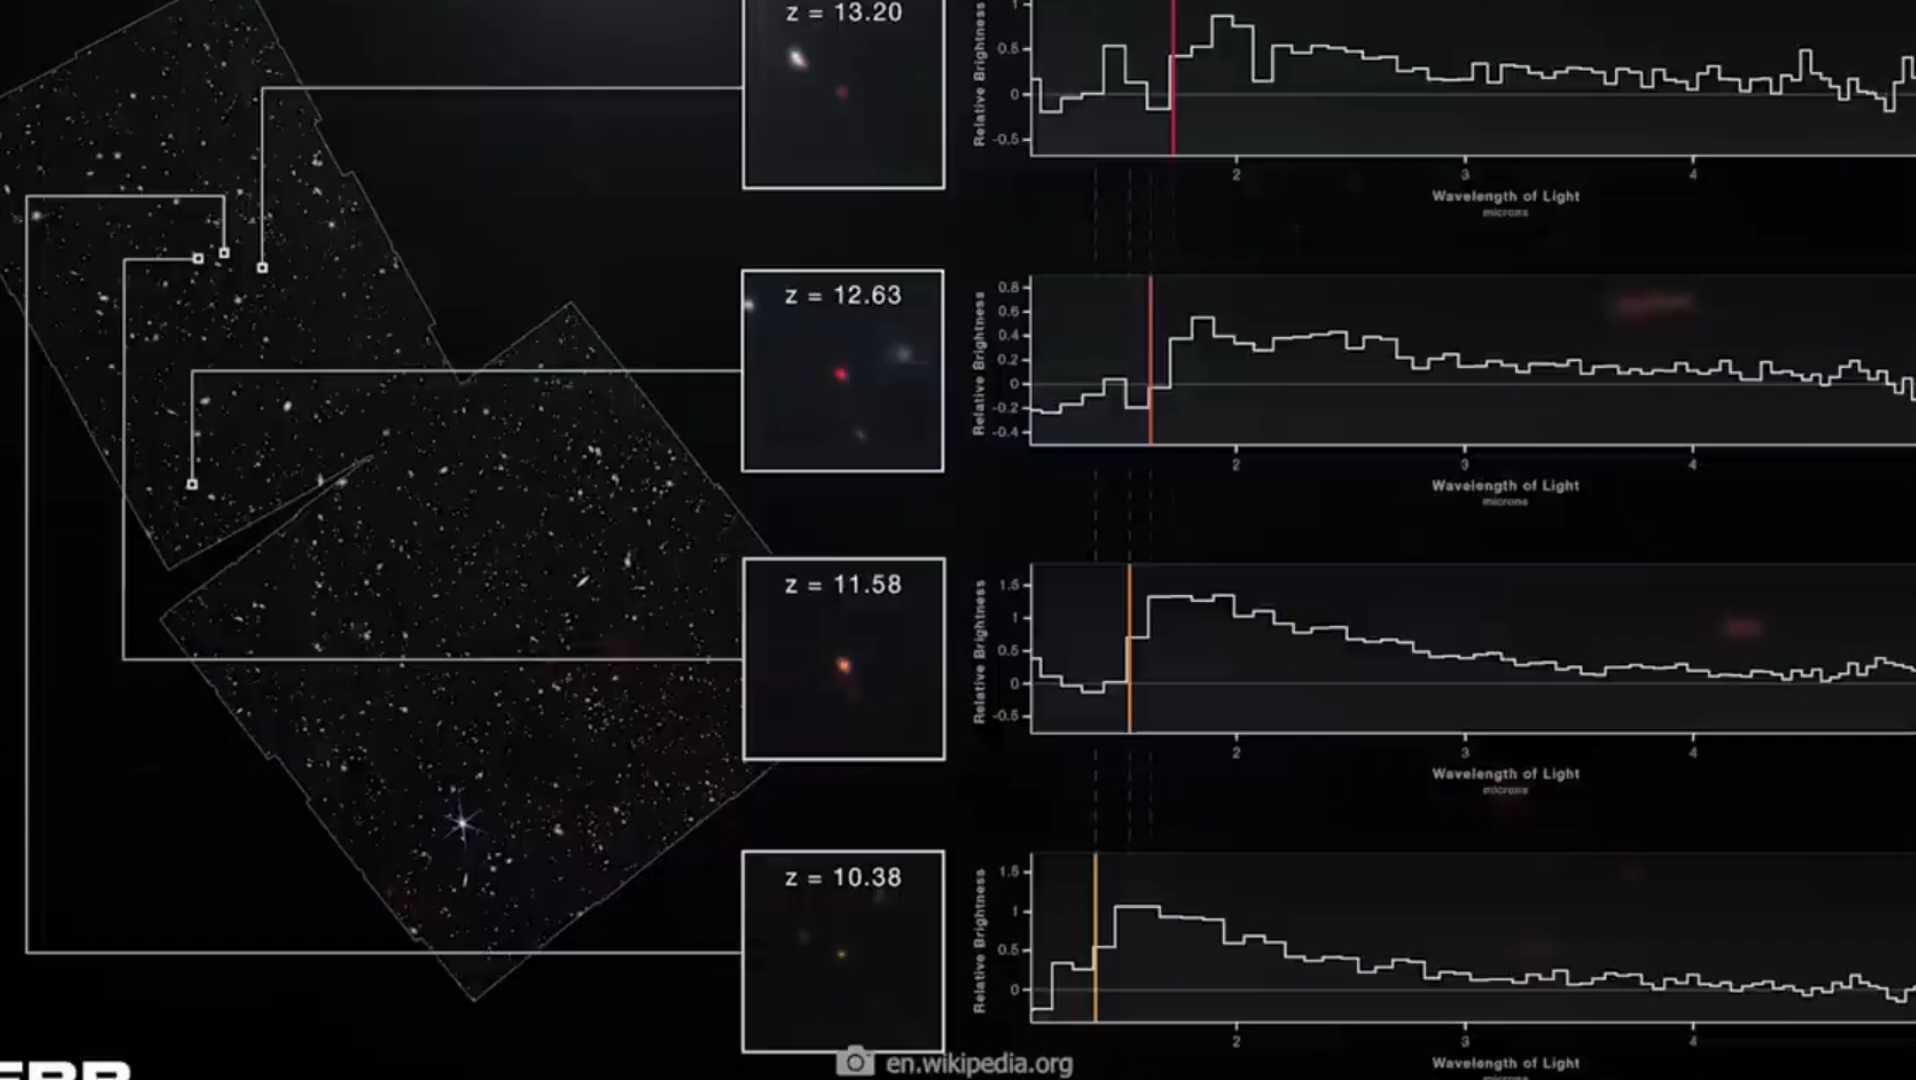 z = 13.20
Relative Brightness
1
0.5
0
-0.5
2
3
4
Wavelength of Light
microns
z = 12.63
Relative Brightness
0.8
0.6
0.4
0.2
0
-0.2
-0.4
2
3
4
Wavelength of Light
microns
z = 11.58
Relative Brightness
1.5
1
0.5
0
-0.5
2
3
4
Wavelength of Light
microns
z = 10.38
Relative Brightness
1.5
1
0.5
0
2
3
4
Wavelength of Light
en.wikipedia.org